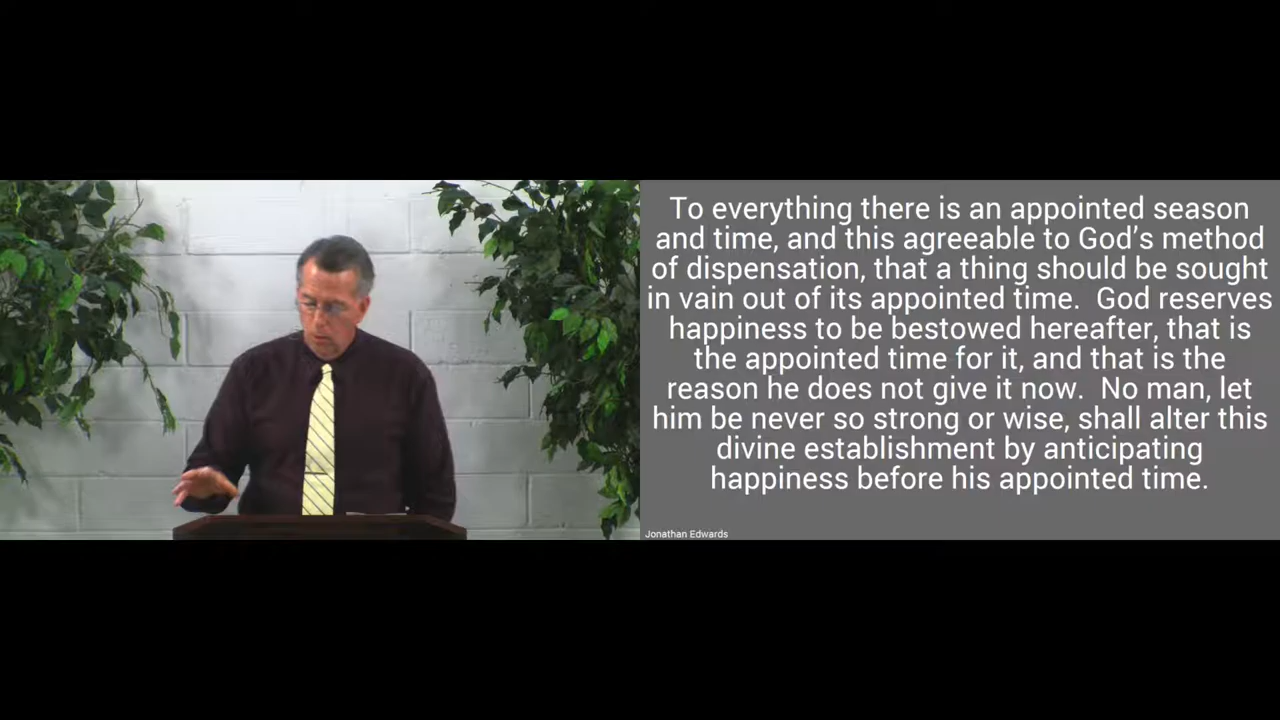 To everything there is an appointed season
and time, and this agreeable to God’s method
of dispensation, that a thing should be sought
in vain out of its appointed time.  God reserves
happiness to be bestowed hereafter, that is
the appointed time for it, and that is the
reason he does not give it now.  No man, let
him be never so strong or wise, shall alter this
divine establishment by anticipating
happiness before his appointed time.
Jonathan Edwards